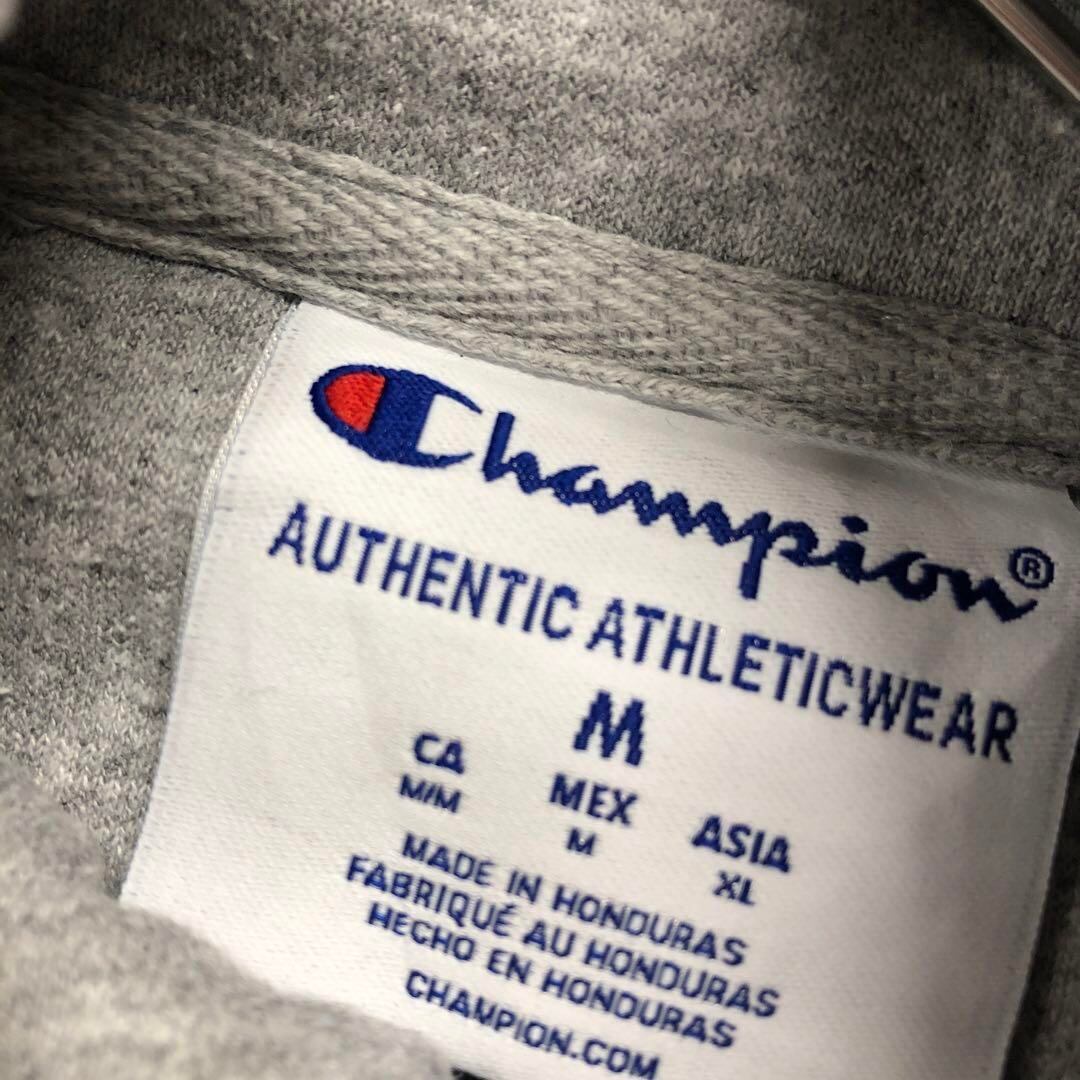 Champion®
AUTHENTIC ATHLETICWEAR
M
CA MEX ASIA
M/M M XL
MADE IN HONDURAS
FABRIQUÉ AU HONDURAS
HECHO EN HONDURAS
CHAMPION.COM